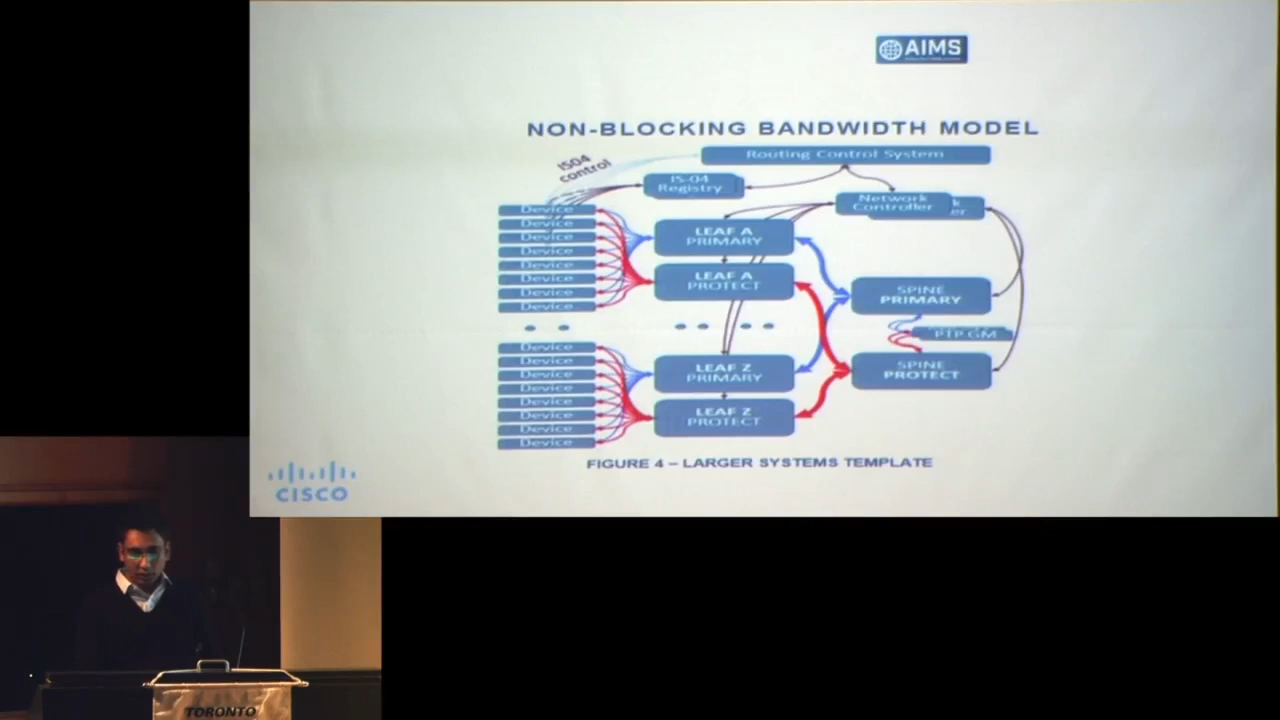 AIMS
NON-BLOCKING BANDWIDTH MODEL
Routing Control System
IS04
control
IS-04
Registry
Network
Controller
Device
Device
Device
Device
Device
Device
Device
Device
LEAF A
PRIMARY
LEAF A
PROTECT
SPINE
PRIMARY
PTP GM
Device
Device
Device
Device
Device
Device
Device
Device
LEAF Z
PRIMARY
LEAF Z
PROTECT
SPINE
PROTECT
FIGURE 4 – LARGER SYSTEMS TEMPLATE
CISCO
TORONTO